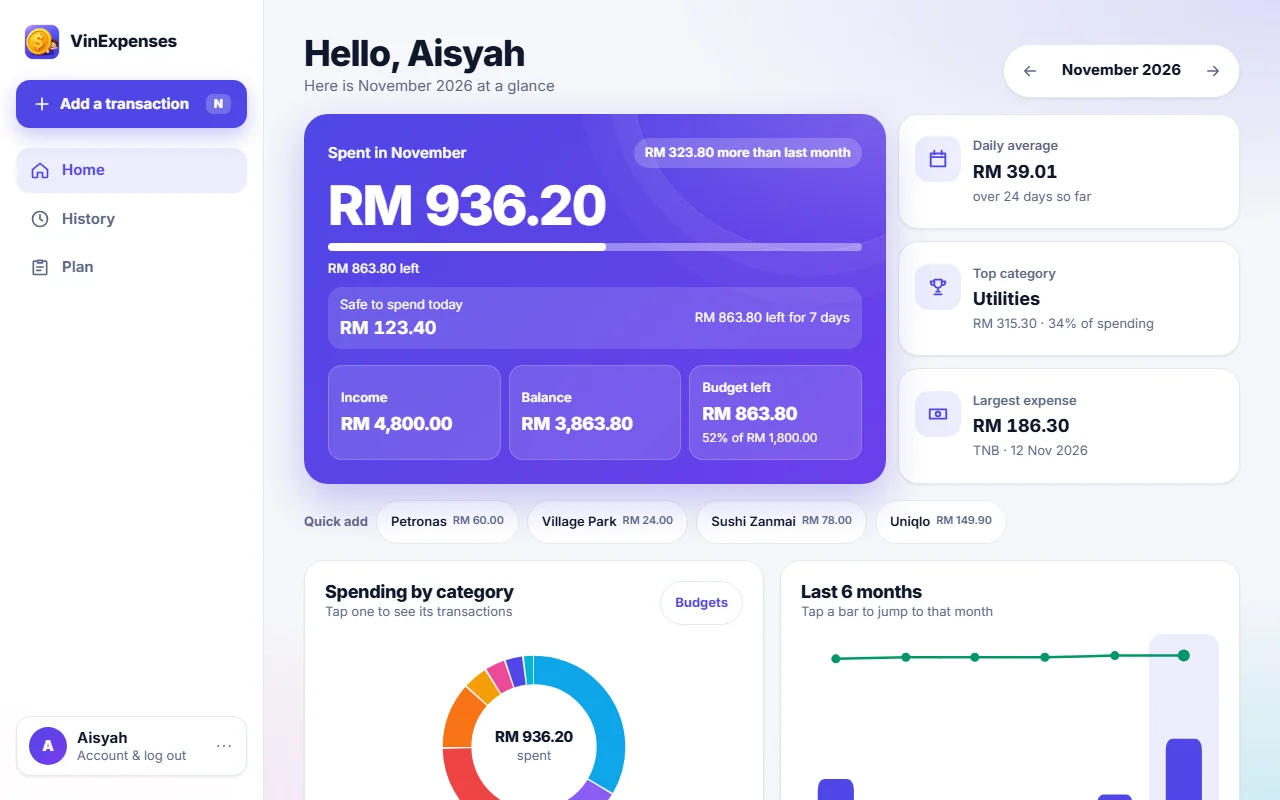 VinExpenses
Add a transaction N
Home
History
Plan
Hello, Aisyah
Here is November 2026 at a glance
November 2026
Spent in November
RM 323.80 more than last month
RM 936.20
RM 863.80 left
Safe to spend today
RM 123.40
RM 863.80 left for 7 days
Income
RM 4,800.00
Balance
RM 3,863.80
Budget left
RM 863.80
52% of RM 1,800.00
Daily average
RM 39.01
over 24 days so far
Top category
Utilities
RM 315.30 · 34% of spending
Largest expense
RM 186.30
TNB · 12 Nov 2026
Quick add
Petronas RM 60.00
Village Park RM 24.00
Sushi Zanmai RM 78.00
Uniqlo RM 149.90
Spending by category
Tap one to see its transactions
Budgets
RM 936.20
spent
Last 6 months
Tap a bar to jump to that month
A
Aisyah
Account & log out